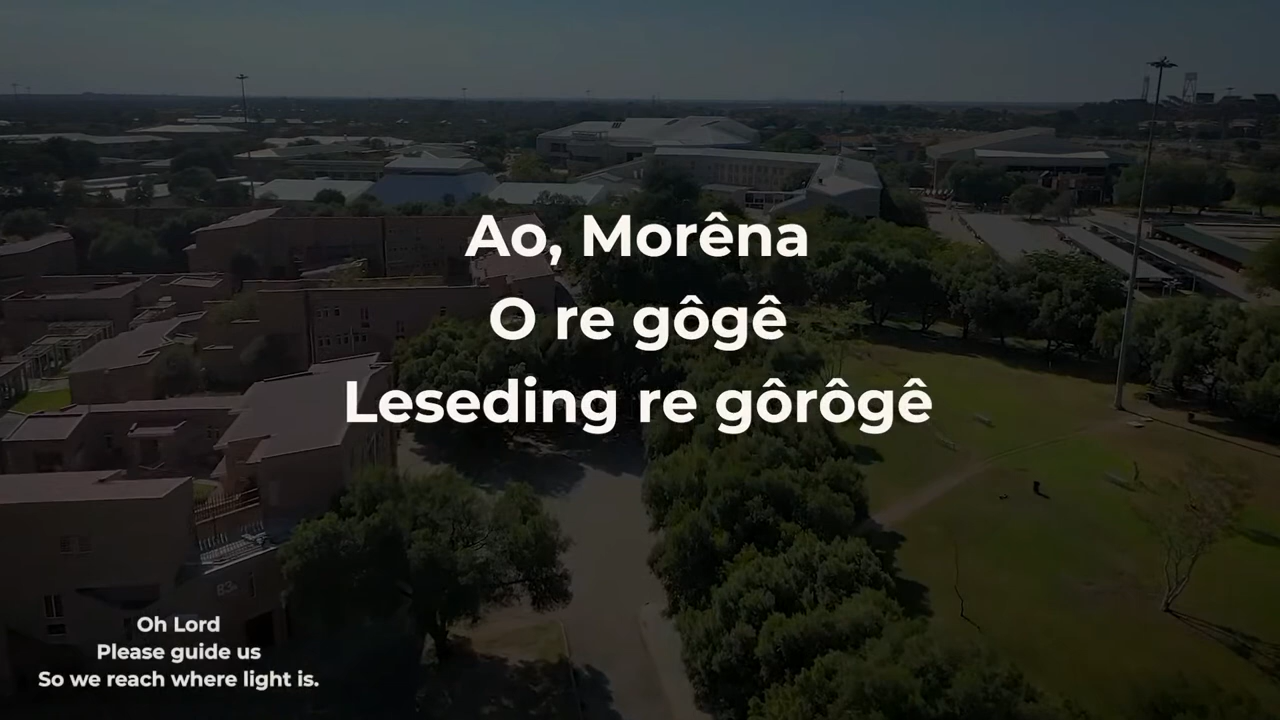 Ao, Morêna
O re gôgê
Leseding re gôrôgê
Oh Lord
Please guide us
So we reach where light is.